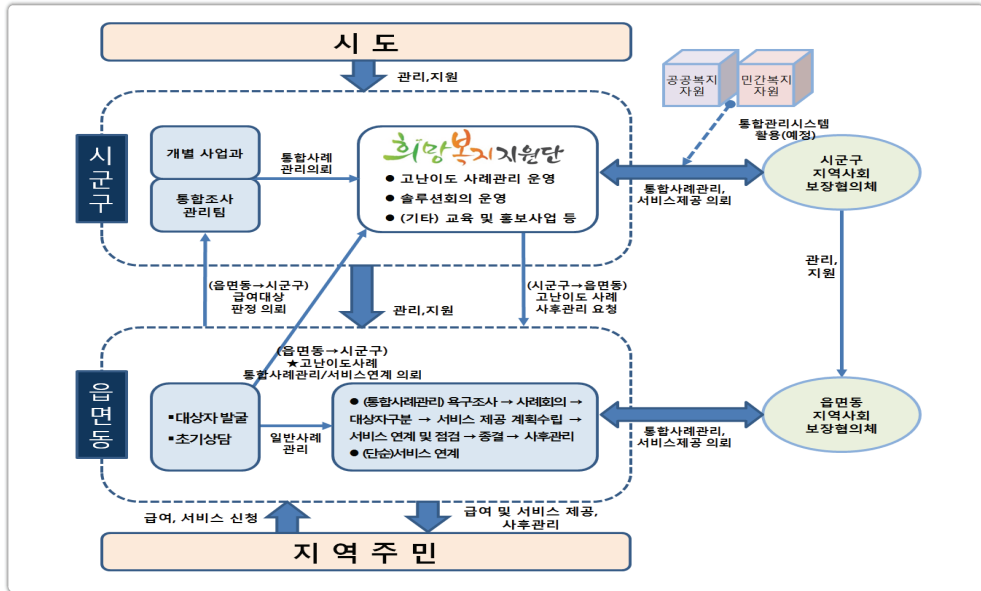 시 도
관리,지원
공공복지
자원
민간복지
자원
통합관리시스템
활용(예정)
시군구
개별 사업과
통합조사
관리팀
통합사례
관리의뢰
희망복지지원단
● 고난이도 사례관리 운영
● 솔루션회의 운영
● (기타) 교육 및 홍보사업 등
통합사례관리,
서비스제공 의뢰
시군구
지역사회
보장협의체
(읍면동→시군구)
급여대상
판정 의뢰
관리,지원
(시군구→읍면동)
고난이도 사례
사후관리 요청
관리,
지원
(읍면동→시군구)
★고난이도사례
통합사례관리/서비스연계 의뢰
읍면동
▪대상자 발굴
▪초기상담
일반사례
관리
● (통합사례관리) 욕구조사 → 사례회의 →
대상자구분 → 서비스 제공 계획수립 →
서비스 연계 및 점검 → 종결 → 사후관리
● (단순)서비스 연계
통합사례관리,
서비스제공 의뢰
읍면동
지역사회
보장협의체
급여, 서비스 신청
급여 및 서비스 제공,
사후관리
지 역 주 민